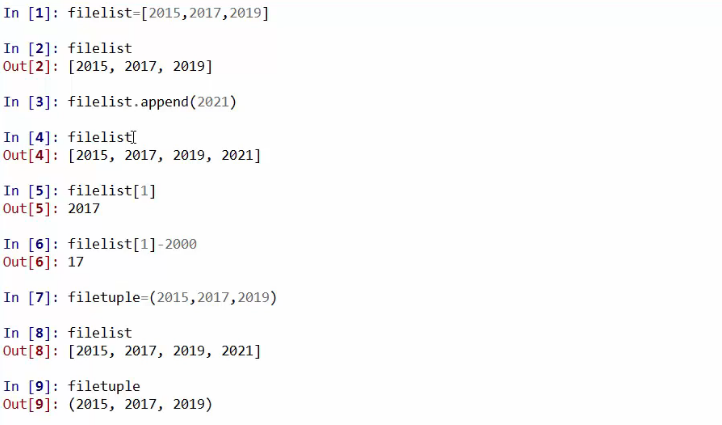 In [1]: filelist=[2015,2017,2019]
In [2]: filelist
Out[2]: [2015, 2017, 2019]
In [3]: filelist.append(2021)
In [4]: filelist
Out[4]: [2015, 2017, 2019, 2021]
In [5]: filelist[1]
Out[5]: 2017
In [6]: filelist[1]-2000
Out[6]: 17
In [7]: filetuple=(2015,2017,2019)
In [8]: filelist
Out[8]: [2015, 2017, 2019, 2021]
In [9]: filetuple
Out[9]: (2015, 2017, 2019)